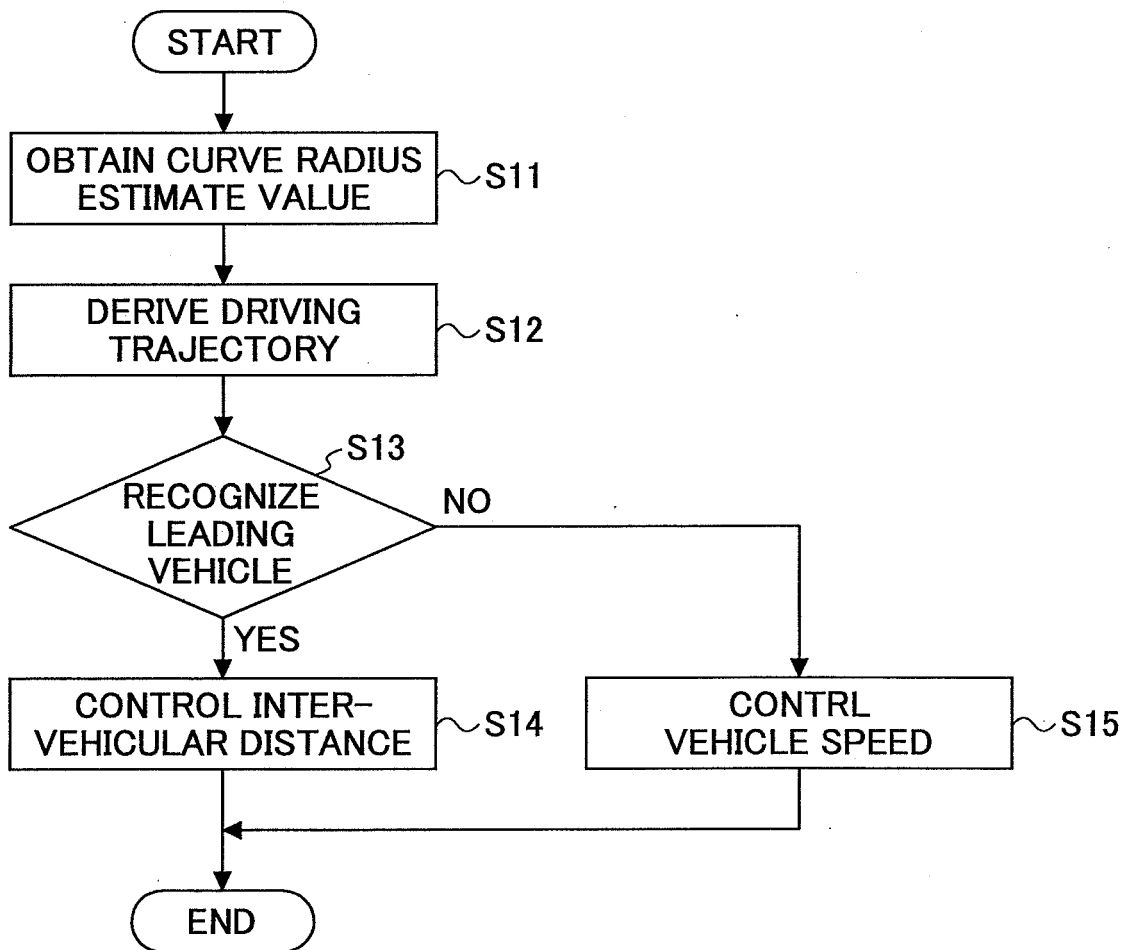 START
OBTAIN CURVE RADIUS
ESTIMATE VALUE
S11
DERIVE DRIVING
TRAJECTORY
S12
S13
RECOGNIZE
LEADING
VEHICLE
NO
YES
CONTROL INTER-
VEHICULAR DISTANCE
S14
CONTRL
VEHICLE SPEED
S15
END